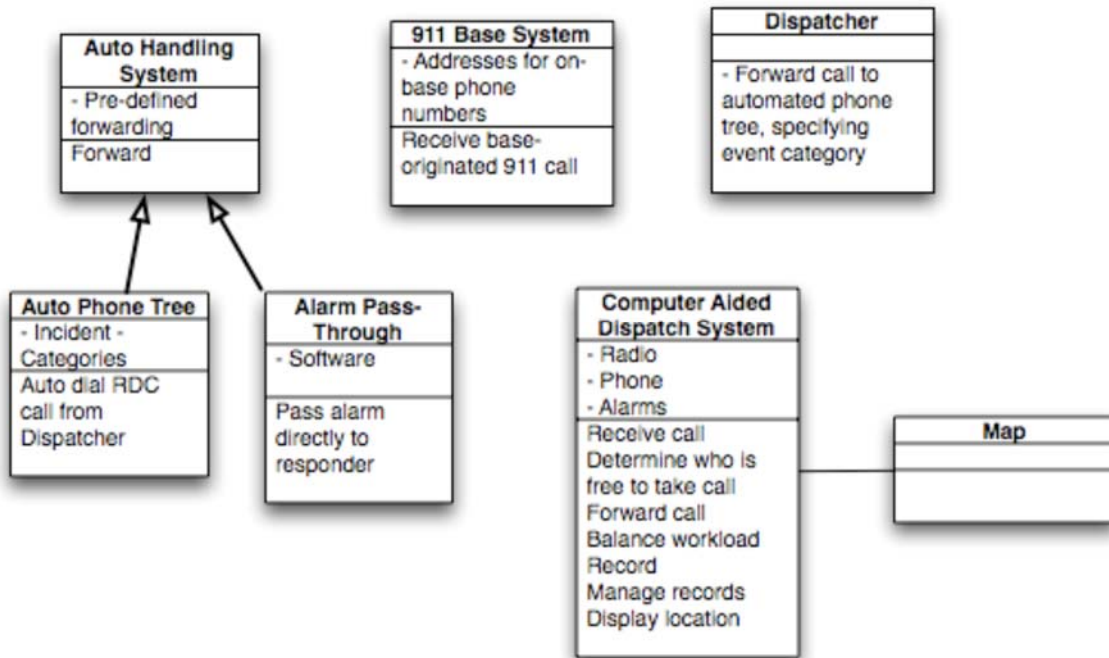 Auto Handling
System
- Pre-defined
forwarding
Forward
911 Base System
- Addresses for on-
base phone
numbers
Receive base-
originated 911 call
Dispatcher
- Forward call to
automated phone
tree, specifying
event category
Auto Phone Tree
- Incident -
Categories
Auto dial RDC
call from
Dispatcher
Alarm Pass-
Through
- Software
Pass alarm
directly to
responder
Computer Aided
Dispatch System
- Radio
- Phone
- Alarms
Receive call
Determine who is
free to take call
Forward call
Balance workload
Record
Manage records
Display location
Map